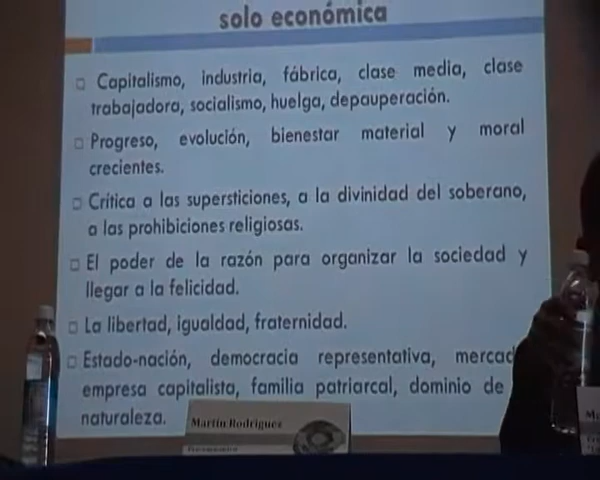 solo económica
Capitalismo, industria, fábrica, clase media, clase
trabajadora, socialismo, huelga, depauperación.
Progreso, evolución, bienestar material y moral
crecientes.
Crítica a las supersticiones, a la divinidad del soberano,
a las prohibiciones religiosas.
El poder de la razón para organizar la sociedad y
llegar a la felicidad.
La libertad, igualdad, fraternidad.
Estado-nación, democracia representativa, mercad
empresa capitalista, familia patriarcal, dominio de
naturaleza.
Martín Rodríguez